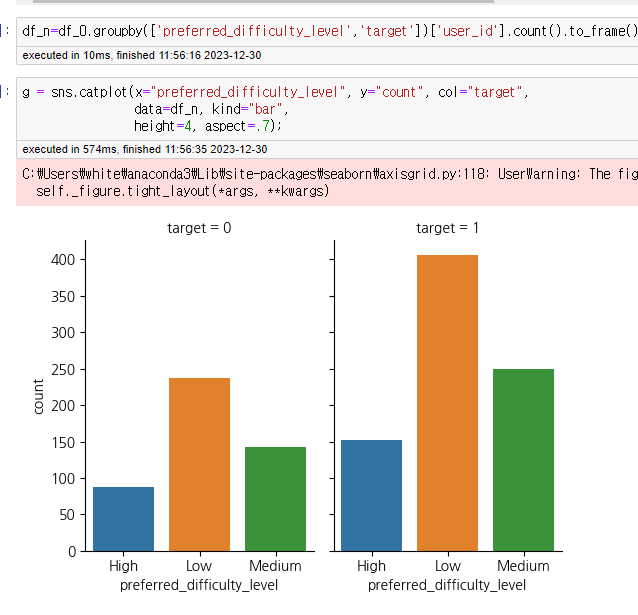 ]: df_n=df_0.groupby(['preferred_difficulty_level','target'])['user_id'].count().to_frame()
executed in 10ms, finished 11:56:16 2023-12-30
]: g = sns.catplot(x="preferred_difficulty_level", y="count", col="target",
data=df_n, kind="bar",
height=4, aspect=.7);
executed in 574ms, finished 11:56:35 2023-12-30
C:₩Users₩white₩anaconda3₩Lib₩site-packages₩seaborn₩axisgrid.py:118: UserWarning: The fig
self._figure.tight_layout(*args, **kwargs)
target = 0
target = 1
400
350
300
250
200
150
100
50
0
count
High Low Medium
preferred_difficulty_level
High Low Medium
preferred_difficulty_level